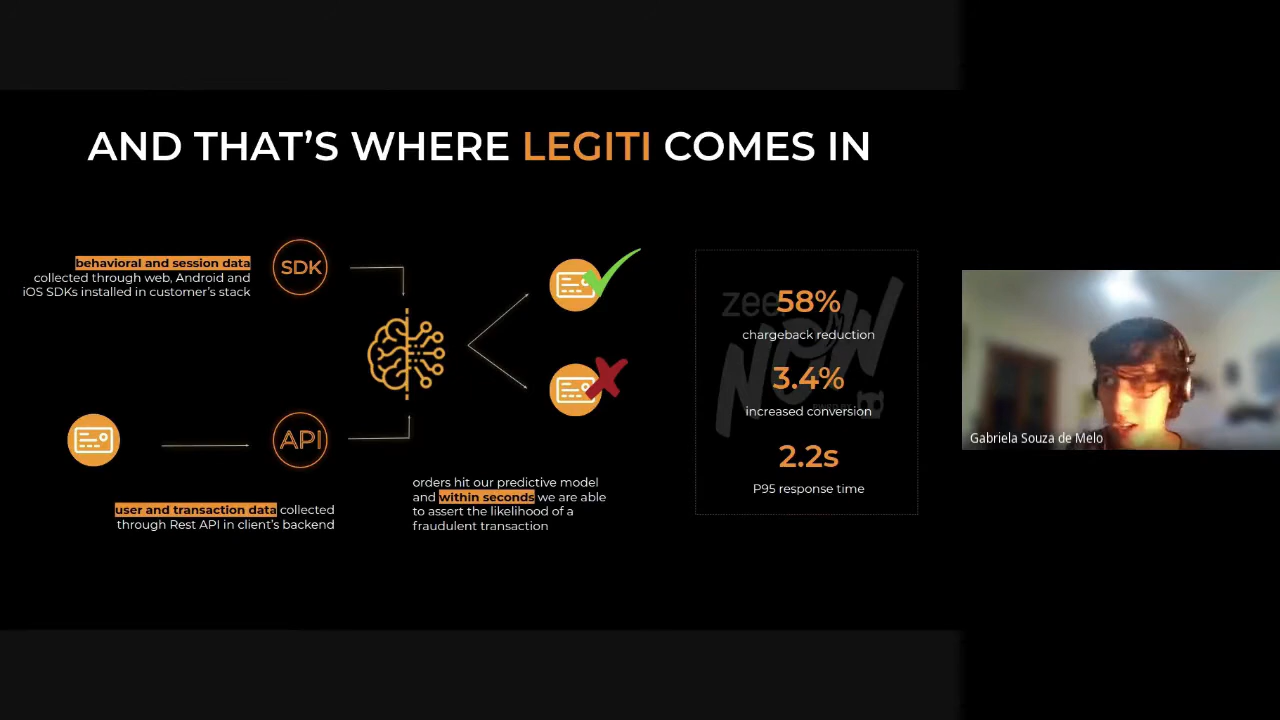 AND THAT'S WHERE LEGITI COMES IN
behavioral and session data
collected through web, Android and
iOS SDKs installed in customer's stack
SDK
API
user and transaction data collected
through Rest API in client's backend
orders hit our predictive model
and within seconds we are able
to assert the likelihood of a
fraudulent transaction
zee
NOW
58%
chargeback reduction
3.4%
increased conversion
2.2s
P95 response time
Gabriela Souza de Melo